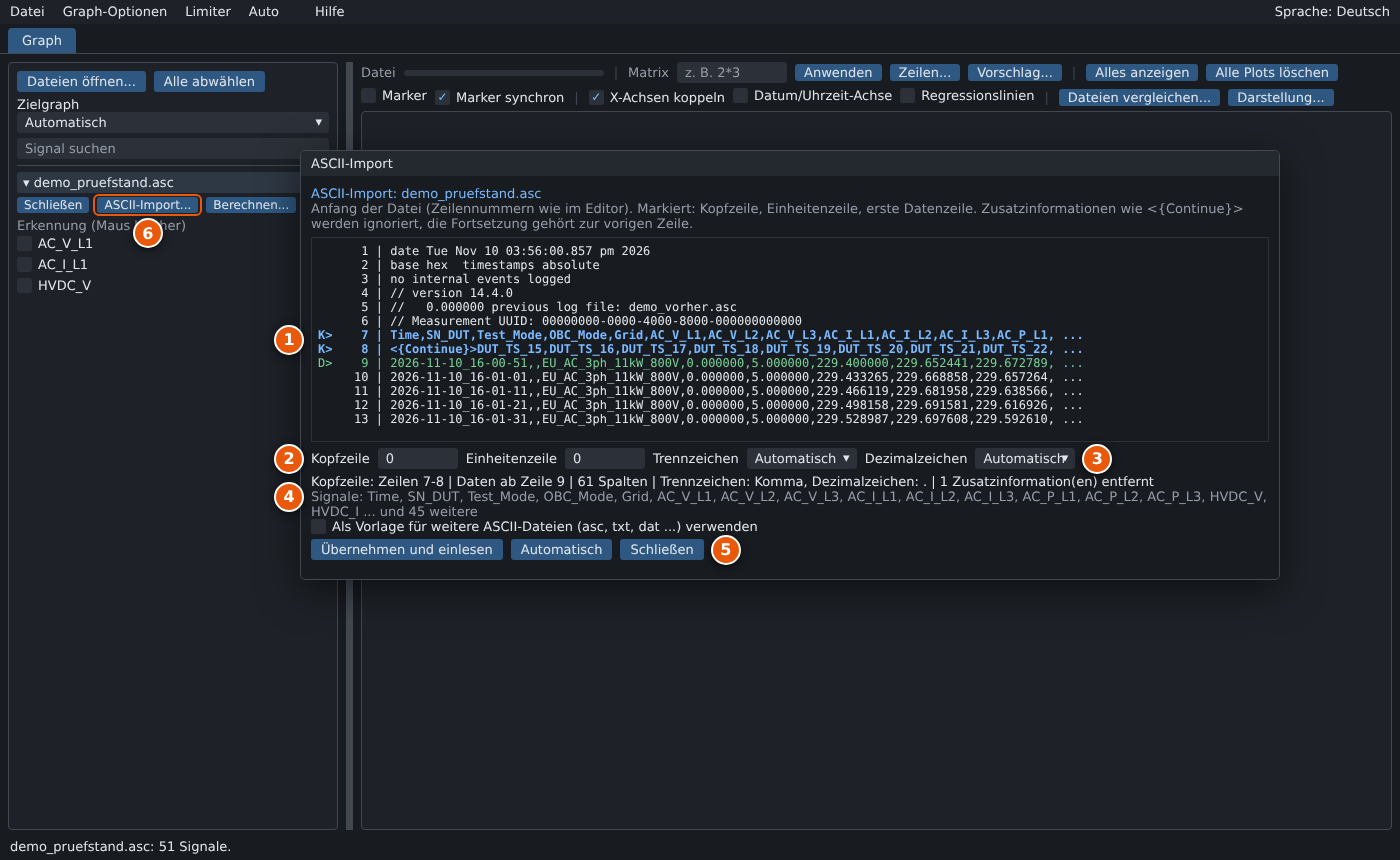 Datei Graph-Optionen Limiter Auto Hilfe Sprache: Deutsch
Graph
Dateien öffnen... Alle abwählen
Zielgraph
Automatisch ▼
Signal suchen
▾ demo_pruefstand.asc
Schließen ASCII-Import... Berechnen...
Erkennung (Maus
6
AC_V_L1
AC_I_L1
HVDC_V
Datei | Matrix z. B. 2*3 Anwenden Zeilen... Vorschlag... | Alles anzeigen Alle Plots löschen
Marker ✓ Marker synchron | ✓ X-Achsen koppeln Datum/Uhrzeit-Achse Regressionslinien | Dateien vergleichen... Darstellung...
ASCII-Import
ASCII-Import: demo_pruefstand.asc
Anfang der Datei (Zeilennummern wie im Editor). Markiert: Kopfzeile, Einheitenzeile, erste Datenzeile. Zusatzinformationen wie <{Continue}>
werden ignoriert, die Fortsetzung gehört zur vorigen Zeile.
1 | date Tue Nov 10 03:56:00.857 pm 2026
2 | base hex  timestamps absolute
3 | no internal events logged
4 | // version 14.4.0
5 | //   0.000000 previous log file: demo_vorher.asc
6 | // Measurement UUID: 00000000-0000-4000-8000-000000000000
1 K> 7 | Time,SN_DUT,Test_Mode,OBC_Mode,Grid,AC_V_L1,AC_V_L2,AC_V_L3,AC_I_L1,AC_I_L2,AC_I_L3,AC_P_L1, ...
K> 8 | <{Continue}>DUT_TS_15,DUT_TS_16,DUT_TS_17,DUT_TS_18,DUT_TS_19,DUT_TS_20,DUT_TS_21,DUT_TS_22, ...
D> 9 | 2026-11-10_16-00-51,,EU_AC_3ph_11kW_800V,0.000000,5.000000,229.400000,229.652441,229.672789, ...
10 | 2026-11-10_16-01-01,,EU_AC_3ph_11kW_800V,0.000000,5.000000,229.433265,229.668858,229.657264, ...
11 | 2026-11-10_16-01-11,,EU_AC_3ph_11kW_800V,0.000000,5.000000,229.466119,229.681958,229.638566, ...
12 | 2026-11-10_16-01-21,,EU_AC_3ph_11kW_800V,0.000000,5.000000,229.498158,229.691581,229.616926, ...
13 | 2026-11-10_16-01-31,,EU_AC_3ph_11kW_800V,0.000000,5.000000,229.528987,229.697608,229.592610, ...
2 Kopfzeile 0 Einheitenzeile 0 Trennzeichen Automatisch ▼ Dezimalzeichen Automatisch ▼ 3
Kopfzeile: Zeilen 7-8 | Daten ab Zeile 9 | 61 Spalten | Trennzeichen: Komma, Dezimalzeichen: . | 1 Zusatzinformation(en) entfernt
4 Signale: Time, SN_DUT, Test_Mode, OBC_Mode, Grid, AC_V_L1, AC_V_L2, AC_V_L3, AC_I_L1, AC_I_L2, AC_I_L3, AC_P_L1, AC_P_L2, AC_P_L3, HVDC_V,
HVDC_I ... und 45 weitere
Als Vorlage für weitere ASCII-Dateien (asc, txt, dat ...) verwenden
Übernehmen und einlesen Automatisch Schließen 5
demo_pruefstand.asc: 51 Signale.